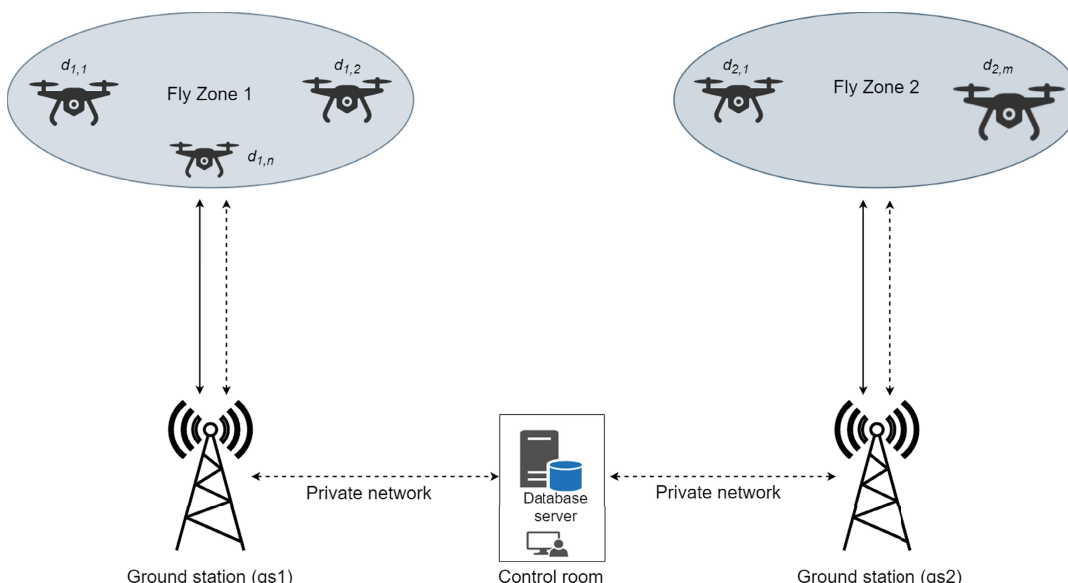 d1,1
Fly Zone 1
d1,2
d1,n
d2,1
Fly Zone 2
d2,m
Private network
Database
server
Private network
Ground station (gs1)
Control room
Ground station (gs2)